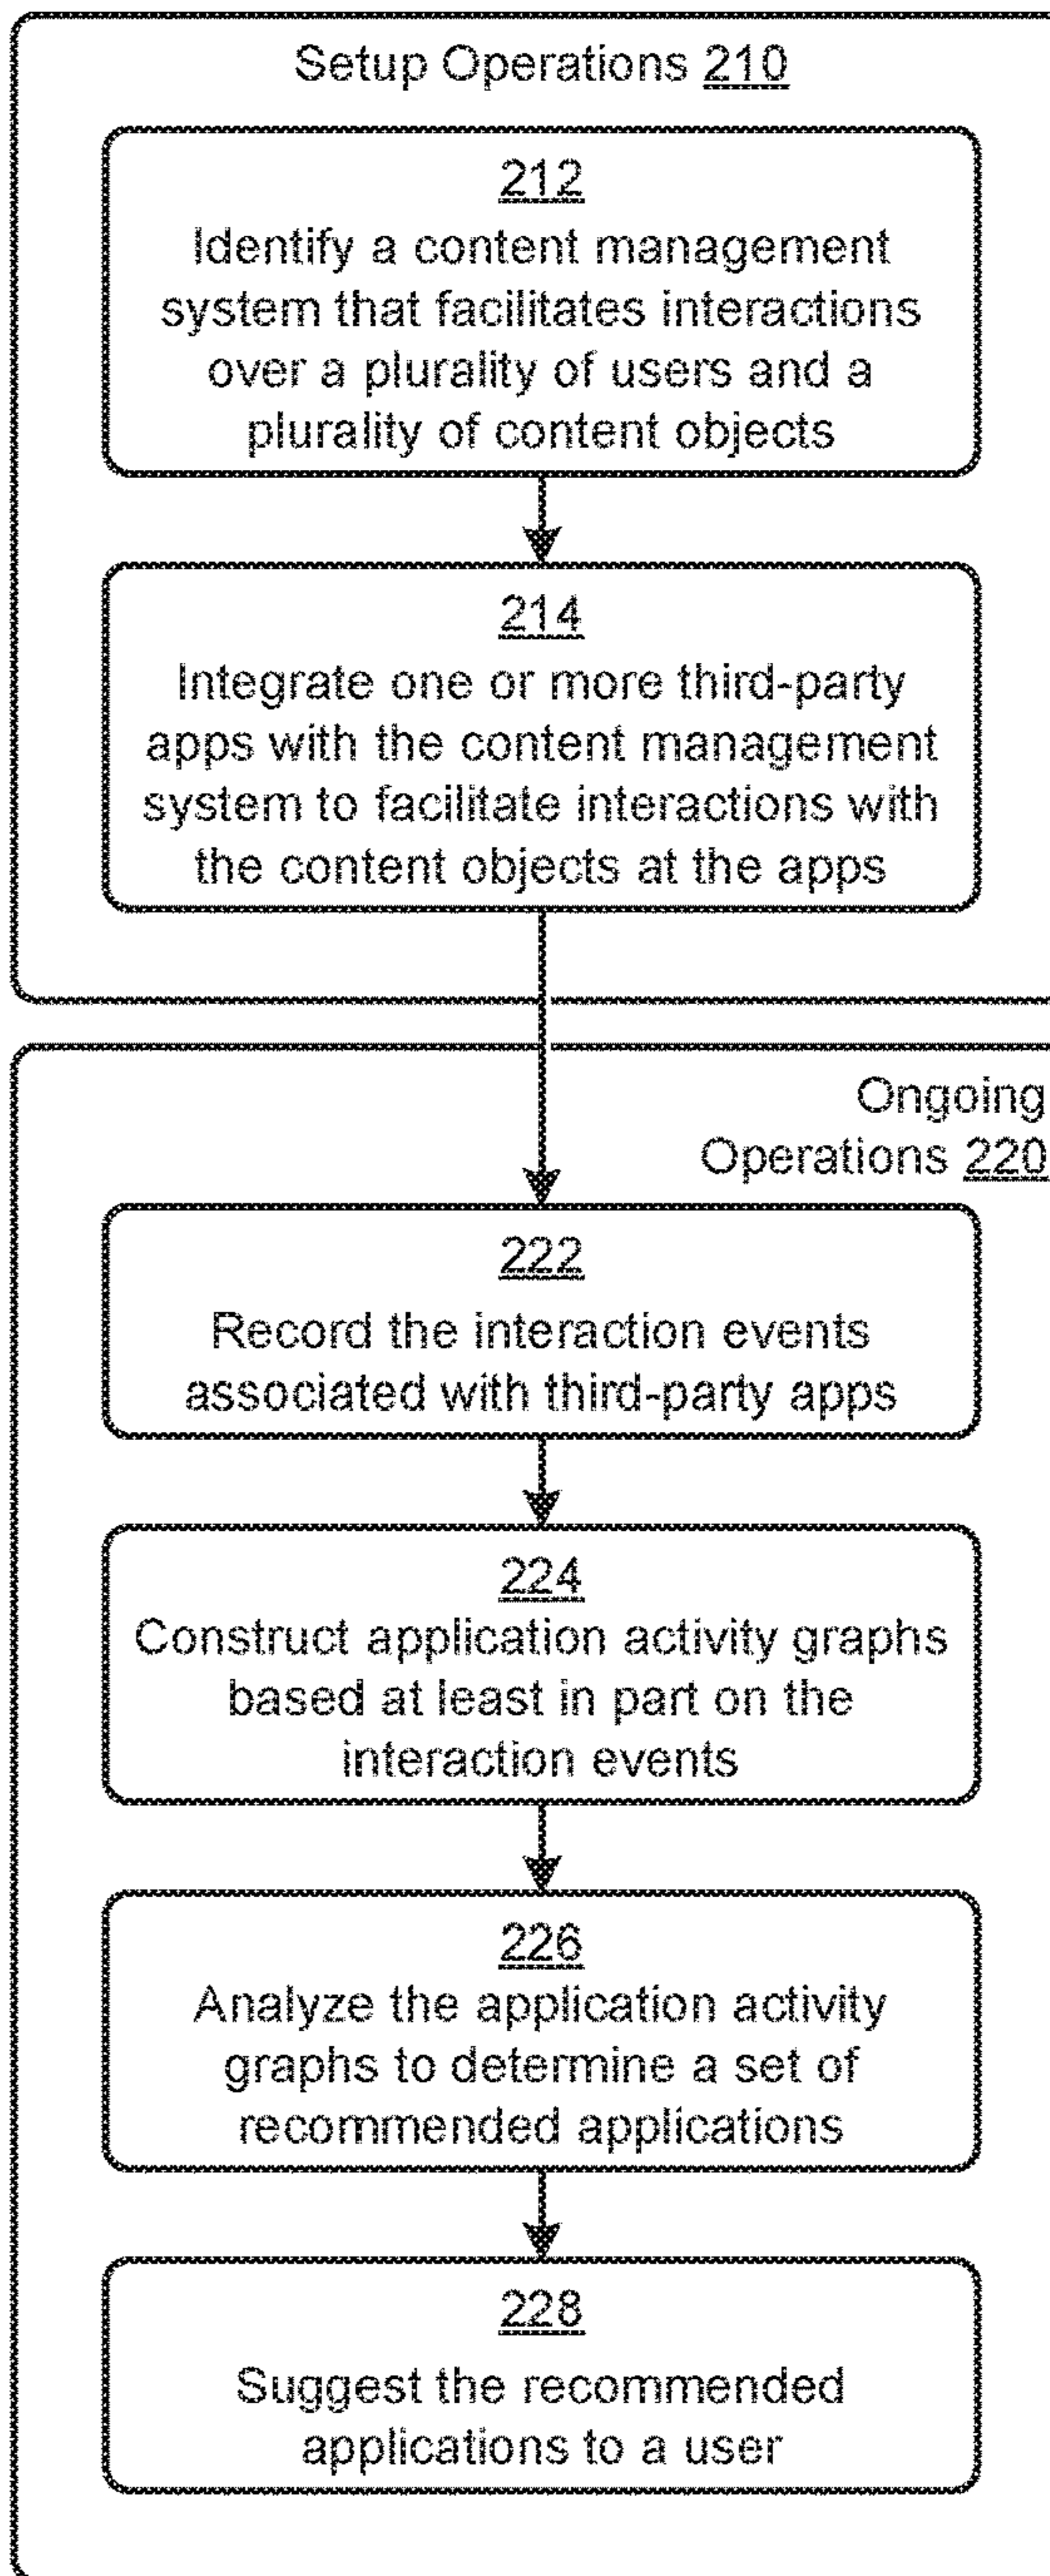 Setup Operations 210
212
Identify a content management
system that facilitates interactions
over a plurality of users and a
plurality of content objects
214
Integrate one or more third-party
apps with the content management
system to facilitate interactions with
the content objects at the apps
Ongoing
Operations 220
222
Record the interaction events
associated with third-party apps
224
Construct application activity graphs
based at least in part on the
interaction events
226
Analyze the application activity
graphs to determine a set of
recommended applications
228
Suggest the recommended
applications to a user